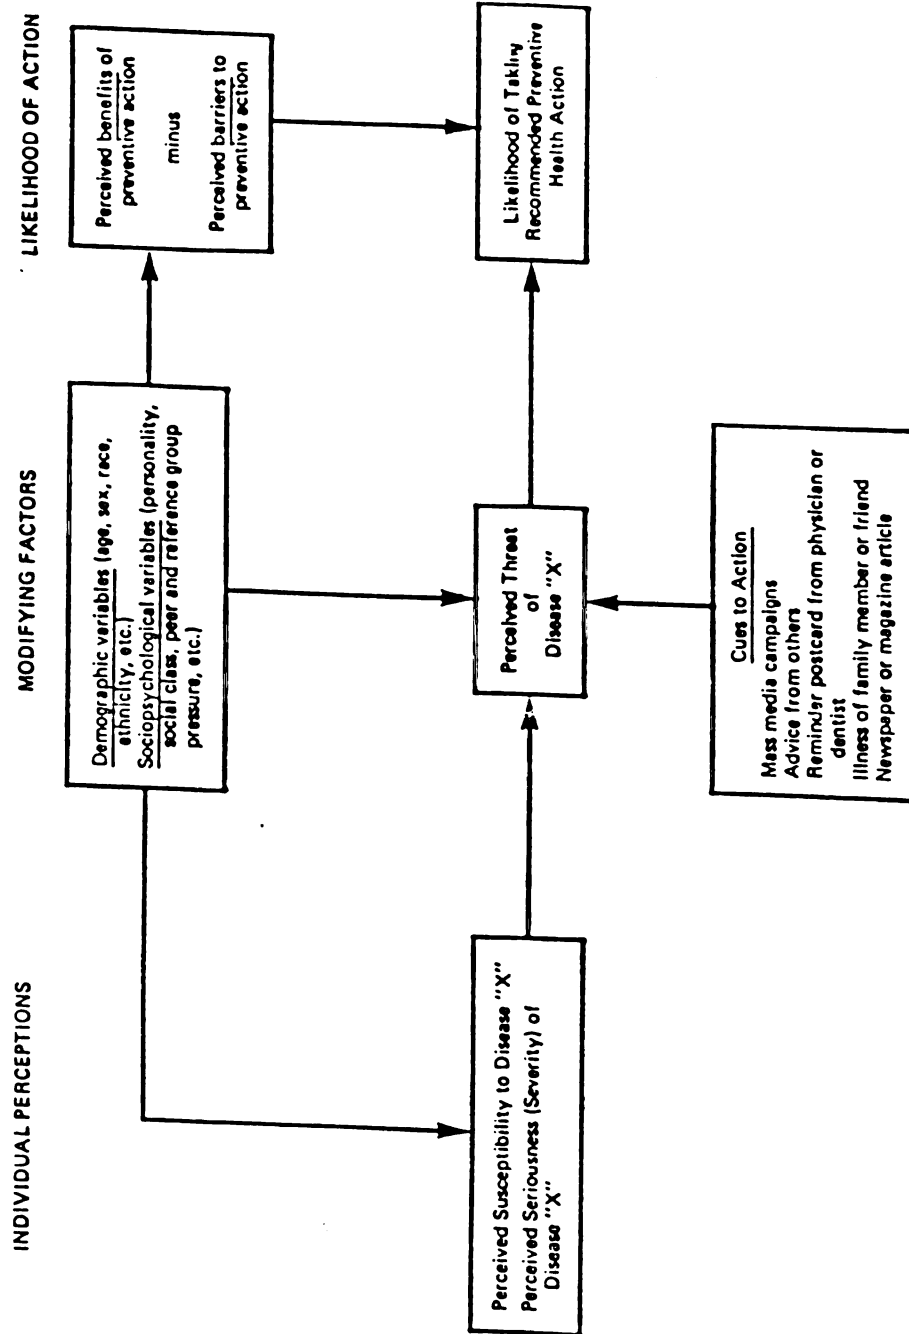 INDIVIDUAL PERCEPTIONS
MODIFYING FACTORS
LIKELIHOOD OF ACTION
Demographic variables (age, sex, race,
ethnicity, etc.)
Sociopsychological variables (personality,
social class, peer and reference group
pressure, etc.)
Perceived benefits of
preventive action
minus
Perceived barriers to
preventive action
Perceived Susceptibility to Disease "X"
Perceived Seriousness (Severity) of
Disease "X"
Perceived Threat
of
Disease "X"
Likelihood of Taking
Recommended Preventive
Health Action
Cues to Action
Mass media campaigns
Advice from others
Reminder postcard from physician or
dentist
Illness of family member or friend
Newspaper or magazine article